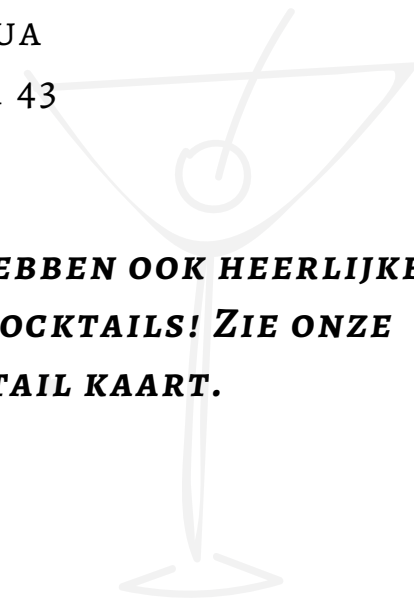 UA
43
EBBEN OOK HEERLIJKE
OCKTAILS! ZIE ONZE
TAIL KAART.